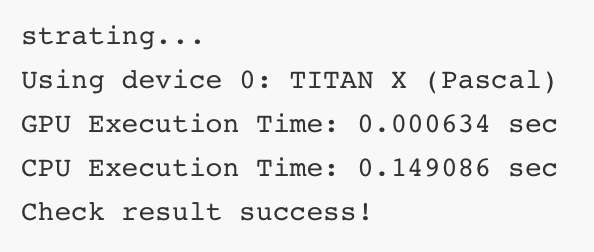 strating...
Using device 0: TITAN X (Pascal)
GPU Execution Time: 0.000634 sec
CPU Execution Time: 0.149086 sec
Check result success!